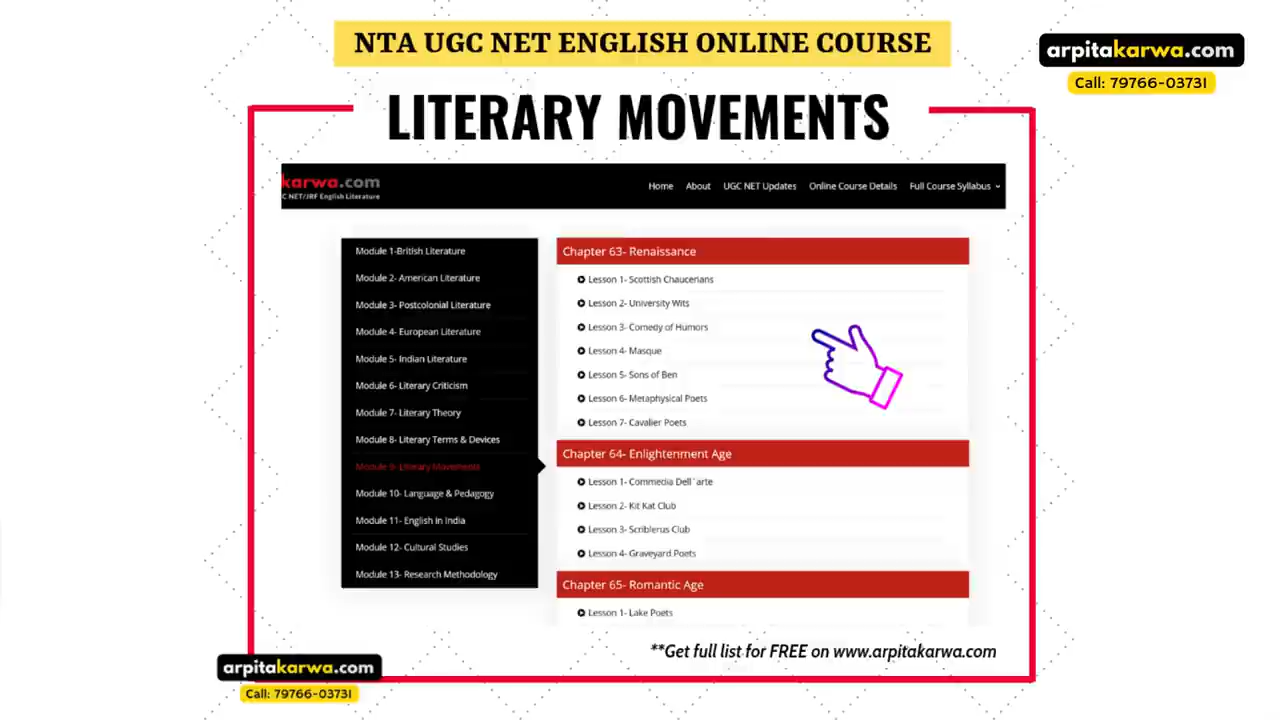 NTA UGC NET ENGLISH ONLINE COURSE
arpitakarwa.com
Call: 79766-03731
LITERARY MOVEMENTS
karwa.com
C NET/JRF English Literature
Home About UGC NET Updates Online Course Details Full Course Syllabus
Module 1-British Literature
Module 2- American Literature
Module 3- Postcolonial Literature
Module 4- European Literature
Module 5- Indian Literature
Module 6- Literary Criticism
Module 7- Literary Theory
Module 8- Literary Terms & Devices
Module 9- Literary Movements
Module 10- Language & Pedagogy
Module 11- English in India
Module 12- Cultural Studies
Module 13- Research Methodology
Chapter 63- Renaissance
Lesson 1- Scottish Chaucerians
Lesson 2- University Wits
Lesson 3- Comedy of Humors
Lesson 4- Masque
Lesson 5- Sons of Ben
Lesson 6- Metaphysical Poets
Lesson 7- Cavalier Poets
Chapter 64- Enlightenment Age
Lesson 1- Commedia Dell`arte
Lesson 2- Kit Kat Club
Lesson 3- Scriblerus Club
Lesson 4- Graveyard Poets
Chapter 65- Romantic Age
Lesson 1- Lake Poets
**Get full list for FREE on www.arpitakarwa.com
arpitakarwa.com
Call: 79766-03731